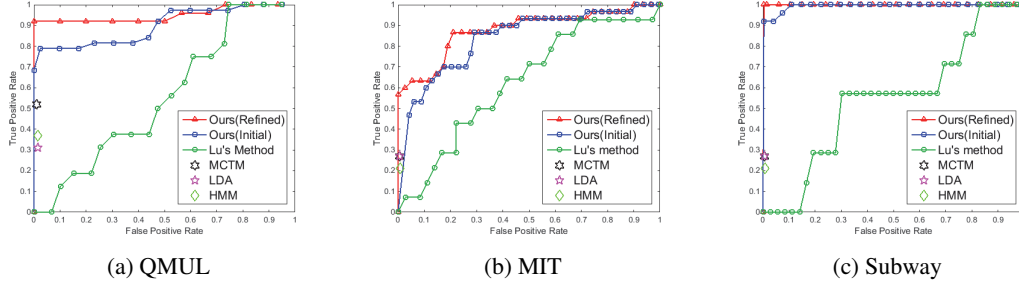 True Positive Rate
1
0.9
0.8
0.7
0.6
0.5
0.4
0.3
0.2
0.1
0
Ours(Refined)
Ours(Initial)
Lu's Method
MCTM
LDA
HMM
0 0.1 0.2 0.3 0.4 0.5 0.6 0.7 0.8 0.9 1
False Positive Rate
(a) QMUL
True Positive Rate
1
0.9
0.8
0.7
0.6
0.5
0.4
0.3
0.2
0.1
0
Ours(Refined)
Ours(Initial)
Lu's method
MCTM
LDA
HMM
0 0.1 0.2 0.3 0.4 0.5 0.6 0.7 0.8 0.9 1
False Positive Rate
(b) MIT
True Positive Rate
1
0.9
0.8
0.7
0.6
0.5
0.4
0.3
0.2
0.1
0
Ours(Refined)
Ours(Initial)
Lu's method
MCTM
LDA
HMM
0 0.1 0.2 0.3 0.4 0.5 0.6 0.7 0.8 0.9
False Positive Rate
(c) Subway